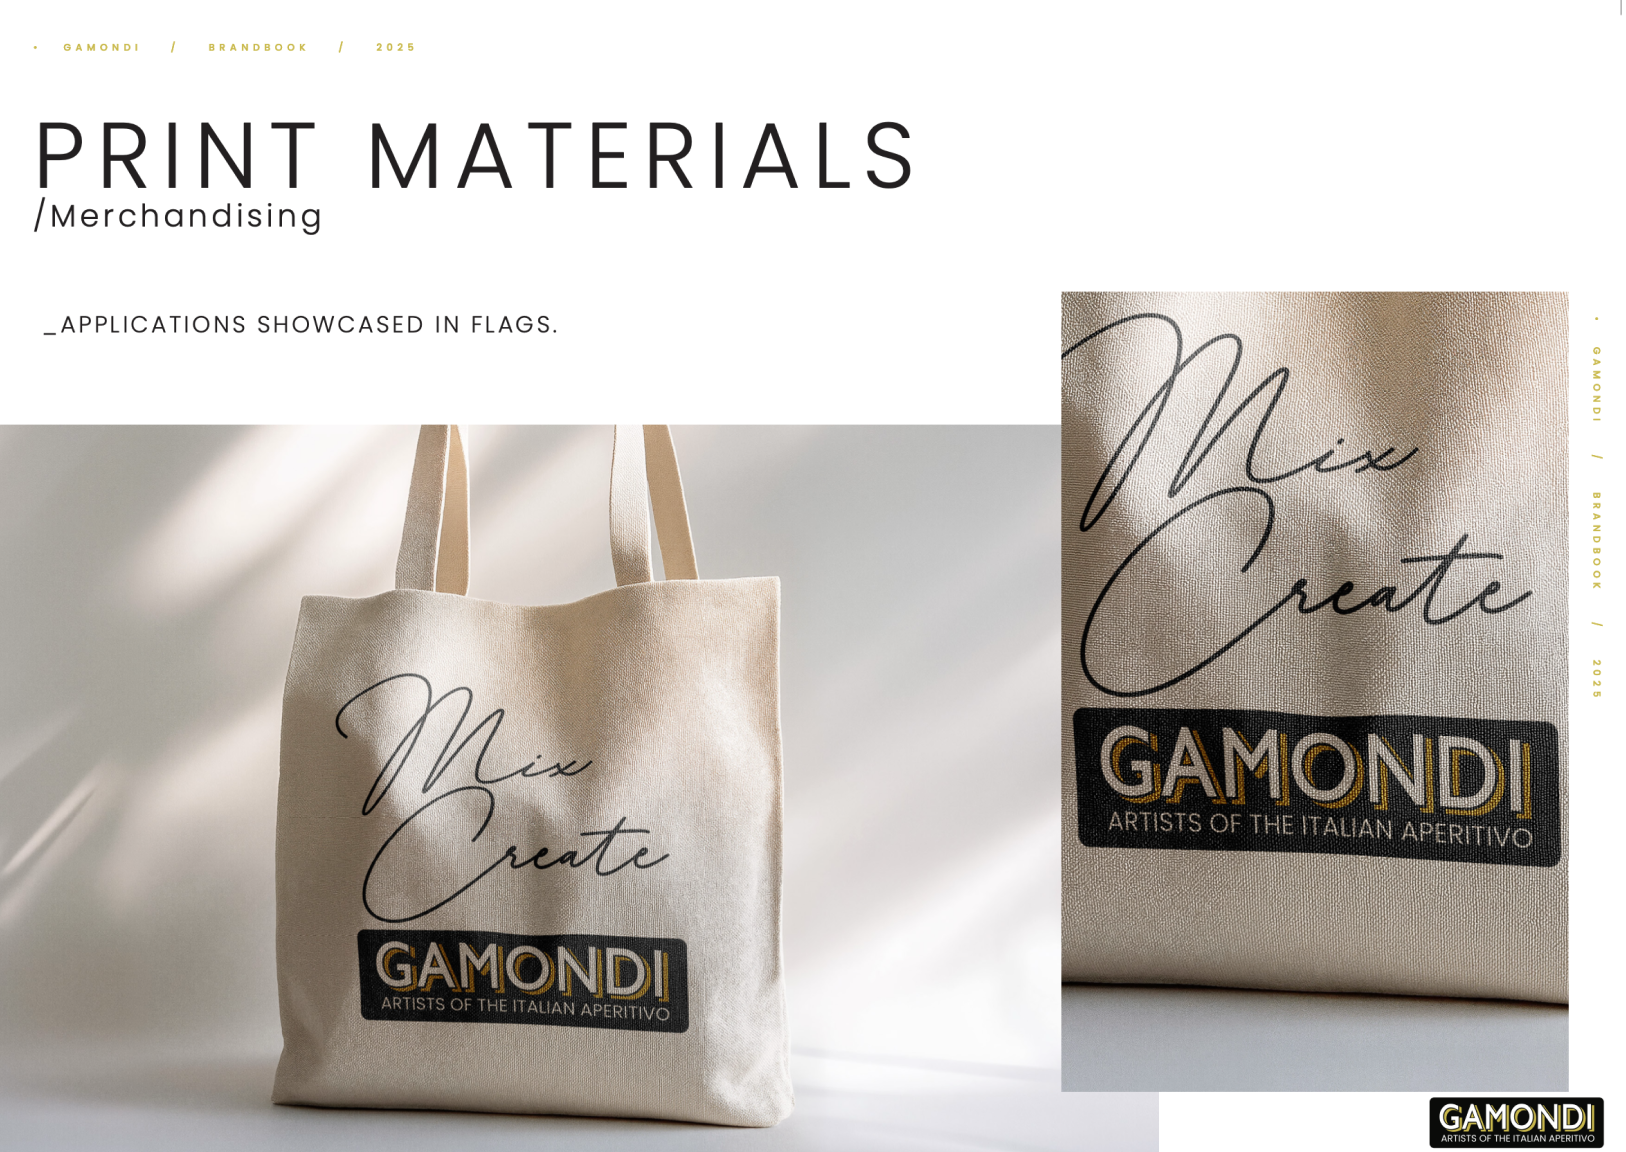 • GAMONDI / BRANDBOOK / 2025
PRINT MATERIALS
/Merchandising
_APPLICATIONS SHOWCASED IN FLAGS.
Mix
Create
GAMONDI
ARTISTS OF THE ITALIAN APERITIVO
Mix
Create
GAMONDI
ARTISTS OF THE ITALIAN APERITIVO
• GAMONDI / BRANDBOOK / 2025
GAMONDI
ARTISTS OF THE ITALIAN APERITIVO